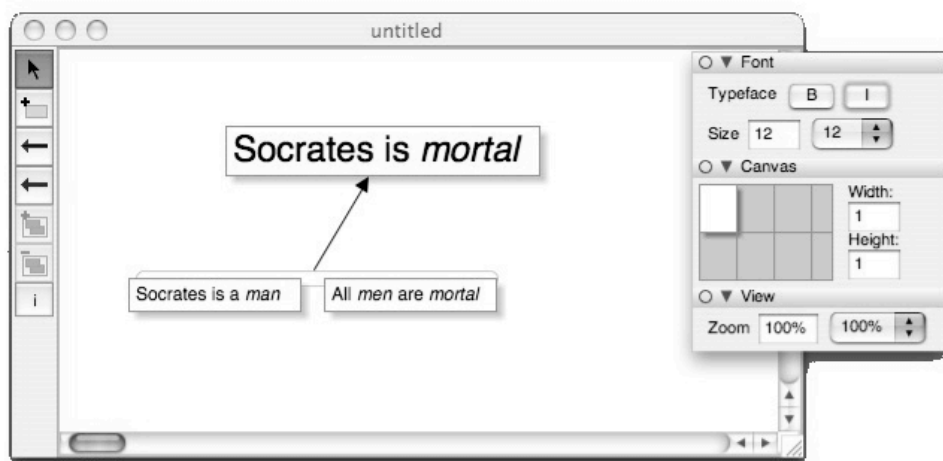 untitled
Font
Typeface B I
Size 12 12
Socrates is mortal
Canvas
Width:
1
Height:
1
Socrates is a man All men are mortal
i
View
Zoom 100% 100%